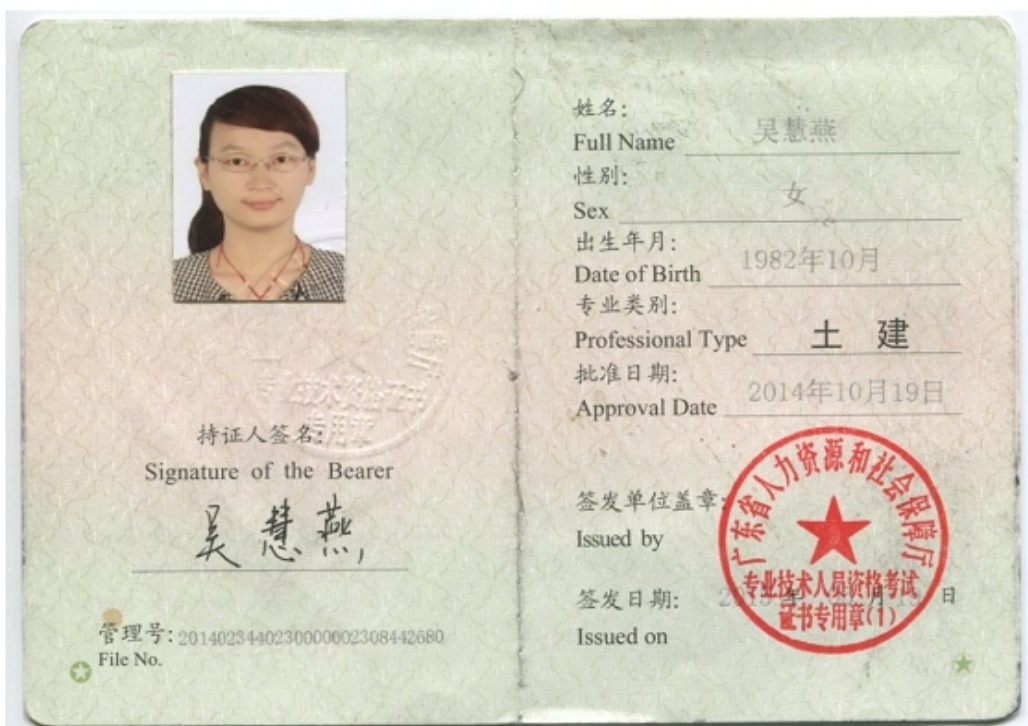 持证人签名:
Signature of the Bearer
吴慧燕
管理号: 2014023440230000002308442680
File No.
姓名:
吴慧燕
Full Name
性别:
女
Sex
出生年月:
1982年10月
Date of Birth
专业类别:
土 建
Professional Type
批准日期:
2014年10月19日
Approval Date
签发单位盖章:
Issued by
广东省人力资源和社会保障厅
专业技术人员资格考试
证书专用章(1)
签发日期: 年 月 日
Issued on